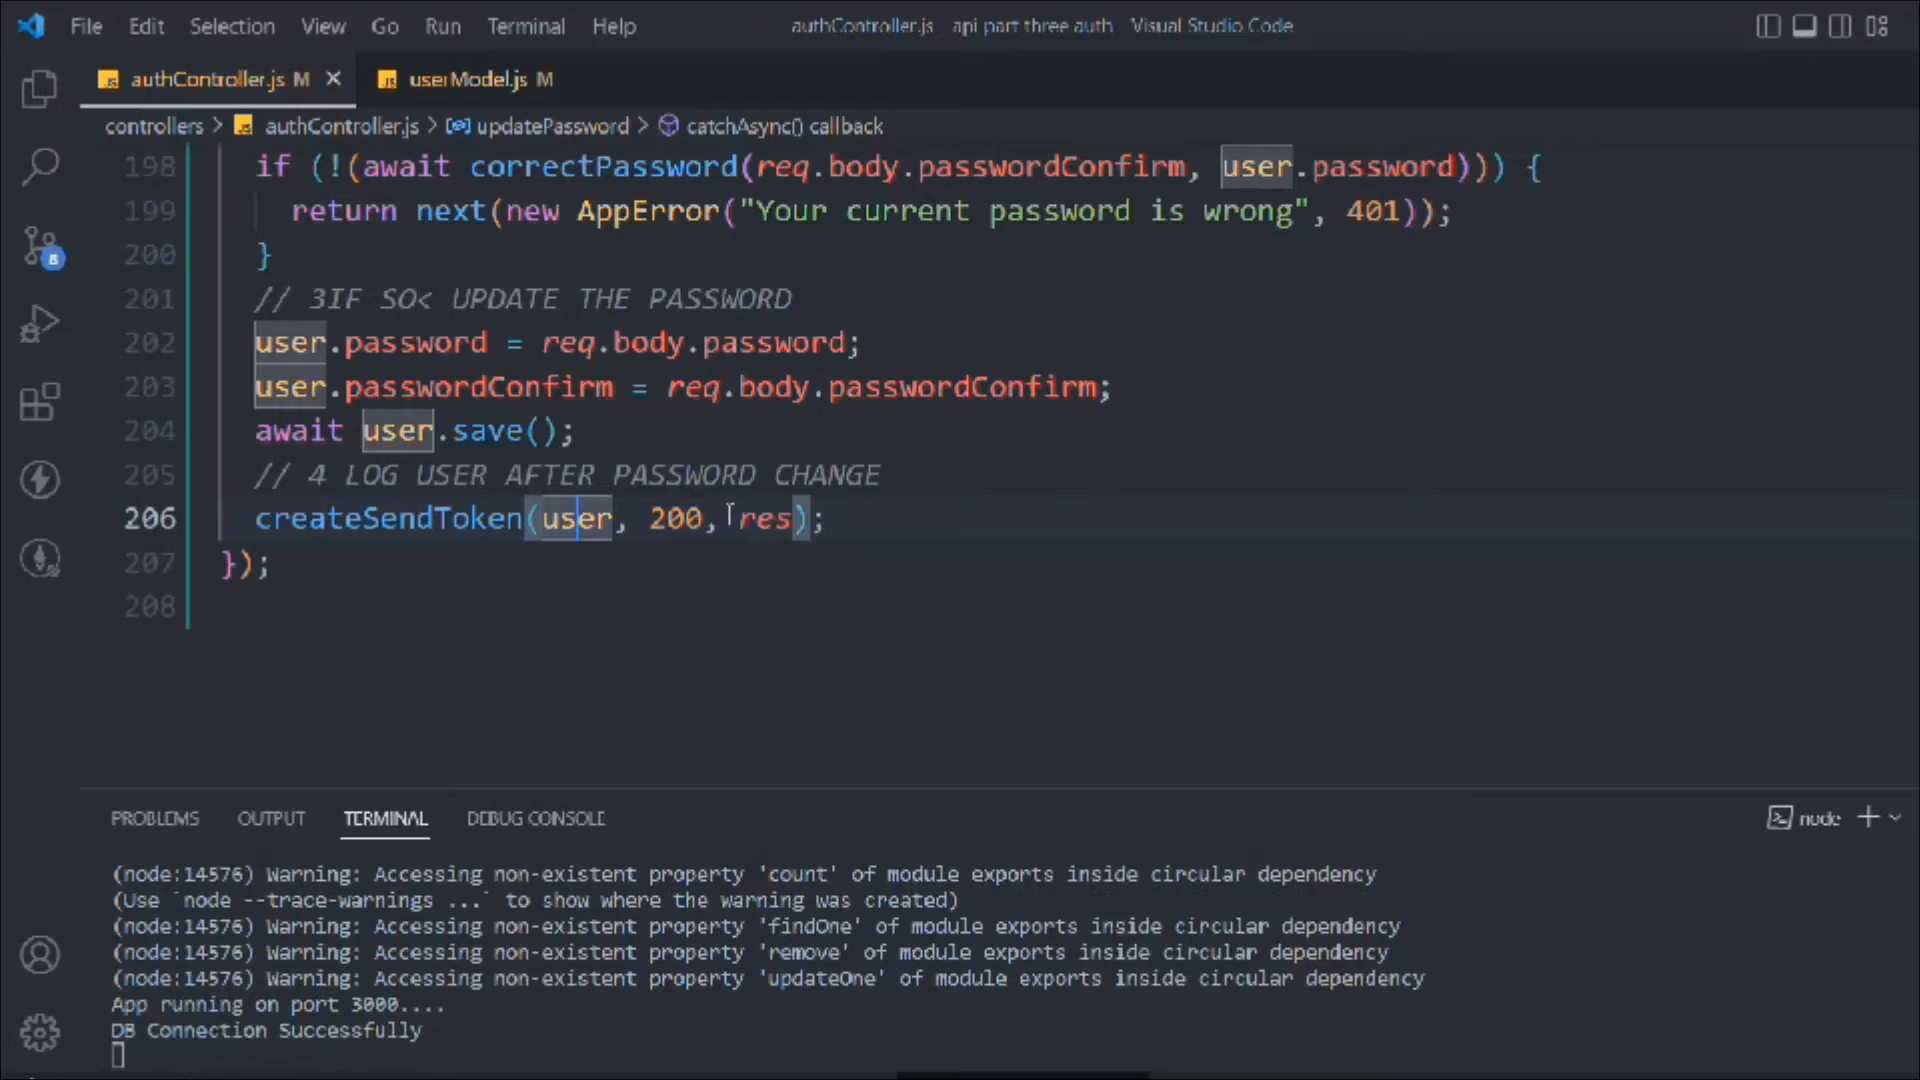 File Edit Selection View Go Run Terminal Help authController.js api part three auth Visual Studio Code
authController.js M userModel.js M
controllers > authController.js > updatePassword > catchAsync() callback
198 if (!(await correctPassword(req.body.passwordConfirm, user.password))) {
199 return next(new AppError("Your current password is wrong", 401));
200 }
201 // 3IF SO< UPDATE THE PASSWORD
202 user.password = req.body.password;
203 user.passwordConfirm = req.body.passwordConfirm;
204 await user.save();
205 // 4 LOG USER AFTER PASSWORD CHANGE
206 createSendToken(user, 200, res);
207 });
208
PROBLEMS OUTPUT TERMINAL DEBUG CONSOLE node
(node:14576) Warning: Accessing non-existent property 'count' of module exports inside circular dependency
(Use `node --trace-warnings ...` to show where the warning was created)
(node:14576) Warning: Accessing non-existent property 'findOne' of module exports inside circular dependency
(node:14576) Warning: Accessing non-existent property 'remove' of module exports inside circular dependency
(node:14576) Warning: Accessing non-existent property 'updateOne' of module exports inside circular dependency
App running on port 3000....
DB Connection Successfully